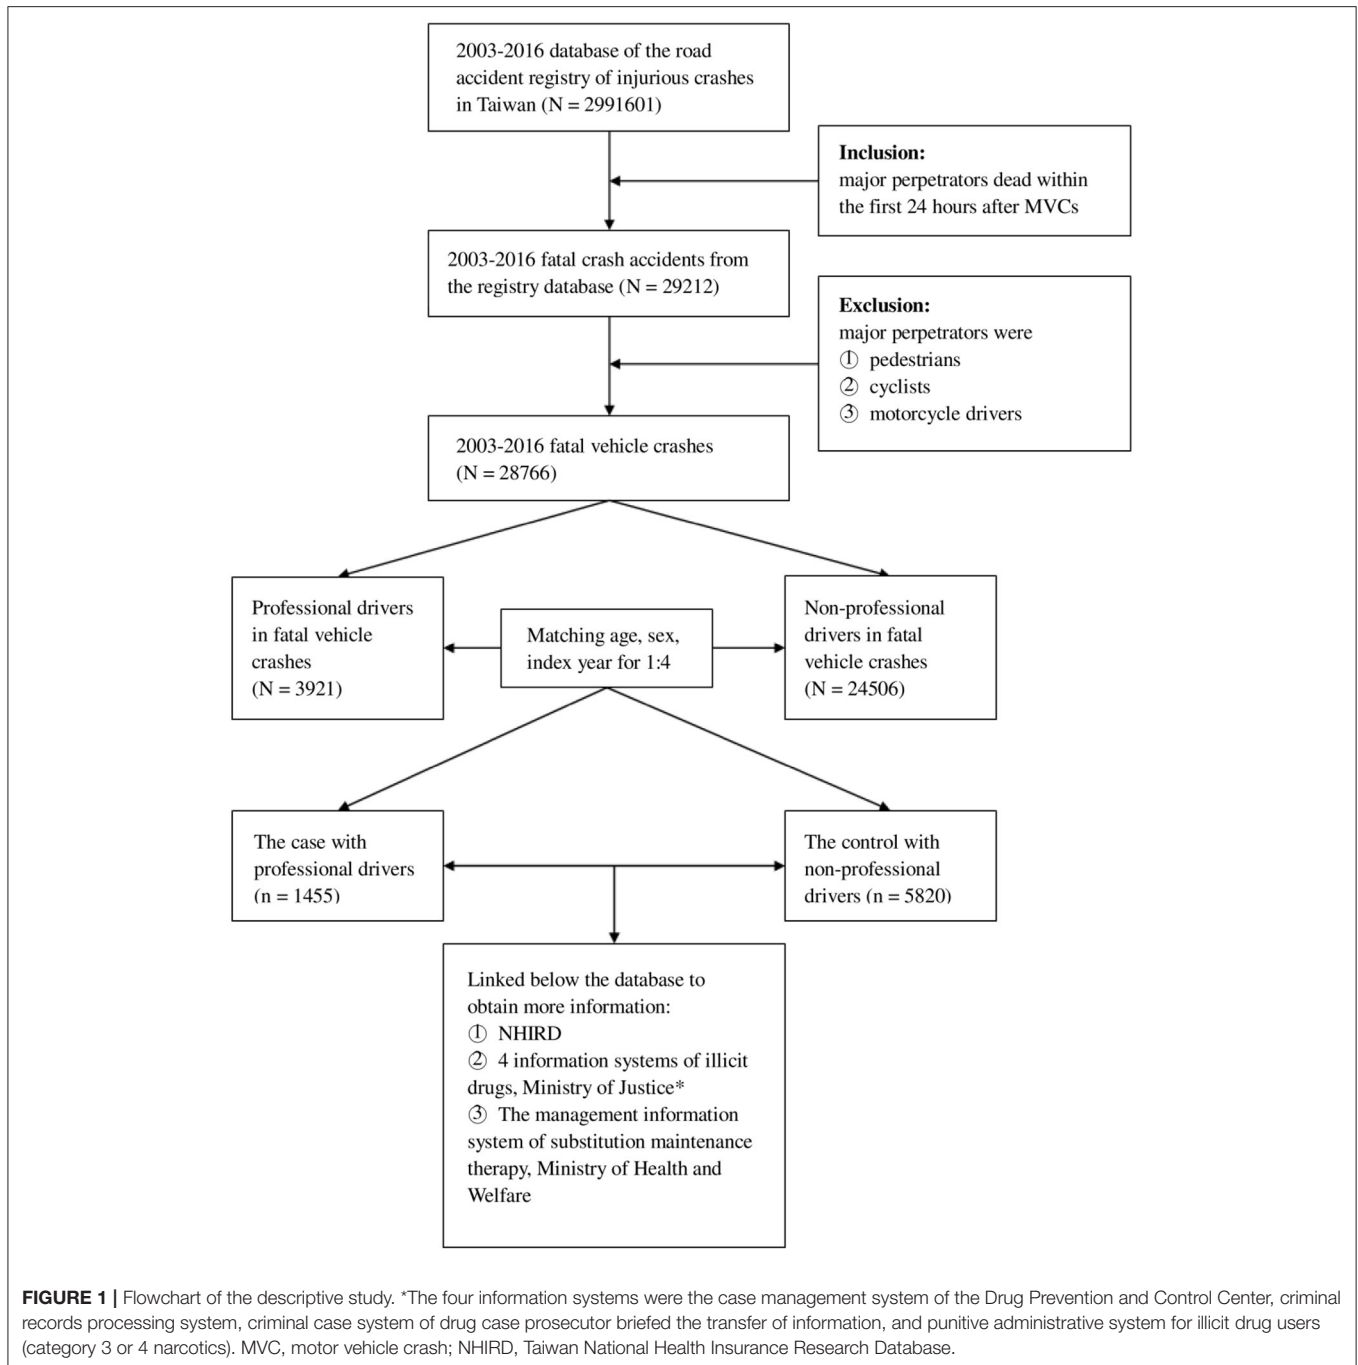 2003-2016 database of the road
accident registry of injurious crashes
in Taiwan (N = 2991601)
Inclusion:
major perpetrators dead within
the first 24 hours after MVCs
2003-2016 fatal crash accidents from
the registry database (N = 29212)
Exclusion:
major perpetrators were
① pedestrians
② cyclists
③ motorcycle drivers
2003-2016 fatal vehicle crashes
(N = 28766)
Professional drivers
in fatal vehicle
crashes
(N = 3921)
Matching age, sex,
index year for 1:4
Non-professional
drivers in fatal
vehicle crashes
(N = 24506)
The case with
professional drivers
(n = 1455)
The control with
non-professional
drivers (n = 5820)
Linked below the database to
obtain more information:
① NHIRD
② 4 information systems of illicit
drugs, Ministry of Justice*
③ The management information
system of substitution maintenance
therapy, Ministry of Health and
Welfare
FIGURE 1 | Flowchart of the descriptive study. *The four information systems were the case management system of the Drug Prevention and Control Center, criminal
records processing system, criminal case system of drug case prosecutor briefed the transfer of information, and punitive administrative system for illicit drug users
(category 3 or 4 narcotics). MVC, motor vehicle crash; NHIRD, Taiwan National Health Insurance Research Database.